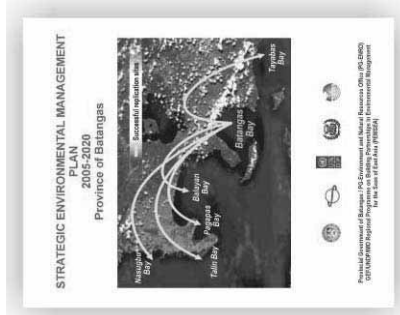 STRATEGIC ENVIRONMENTAL MANAGEMENT
PLAN
2005-2020
Province of Batangas
Successful replication sites
Nasugbu
Bay
Talin Bay
Pagapas
Bay
Balayan
Bay
Batangas
Bay
Tayabas
Bay
Provincial Government of Batangas / PG-Environment and Natural Resources Office (PG-ENRO)
GEF/UNDP/IMO Regional Programme on Building Partnerships in Environmental Management
for the Seas of East Asia (PEMSEA)